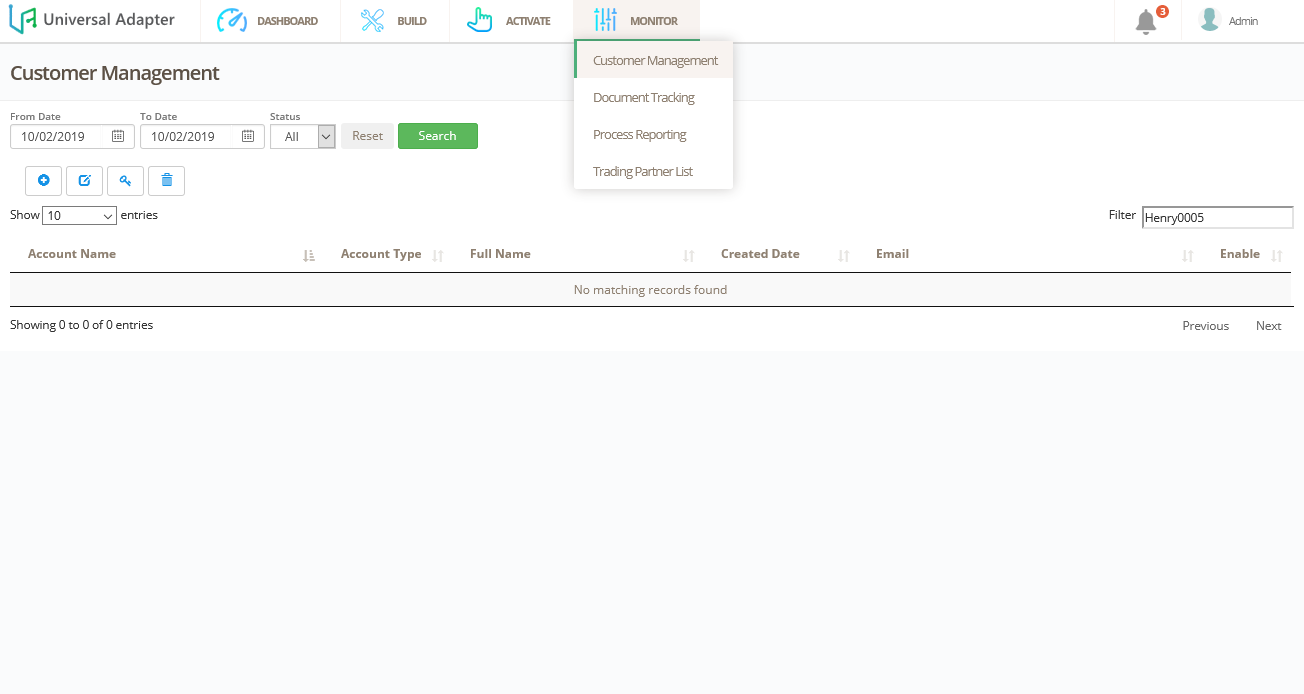 Universal Adapter DASHBOARD BUILD ACTIVATE MONITOR 3 Admin
Customer Management
Document Tracking
Process Reporting
Trading Partner List
Customer Management
From Date To Date Status
10/02/2019 10/02/2019 All Reset Search
Show 10 entries Filter Henry0005
Account Name Account Type Full Name Created Date Email Enable
No matching records found
Showing 0 to 0 of 0 entries Previous Next